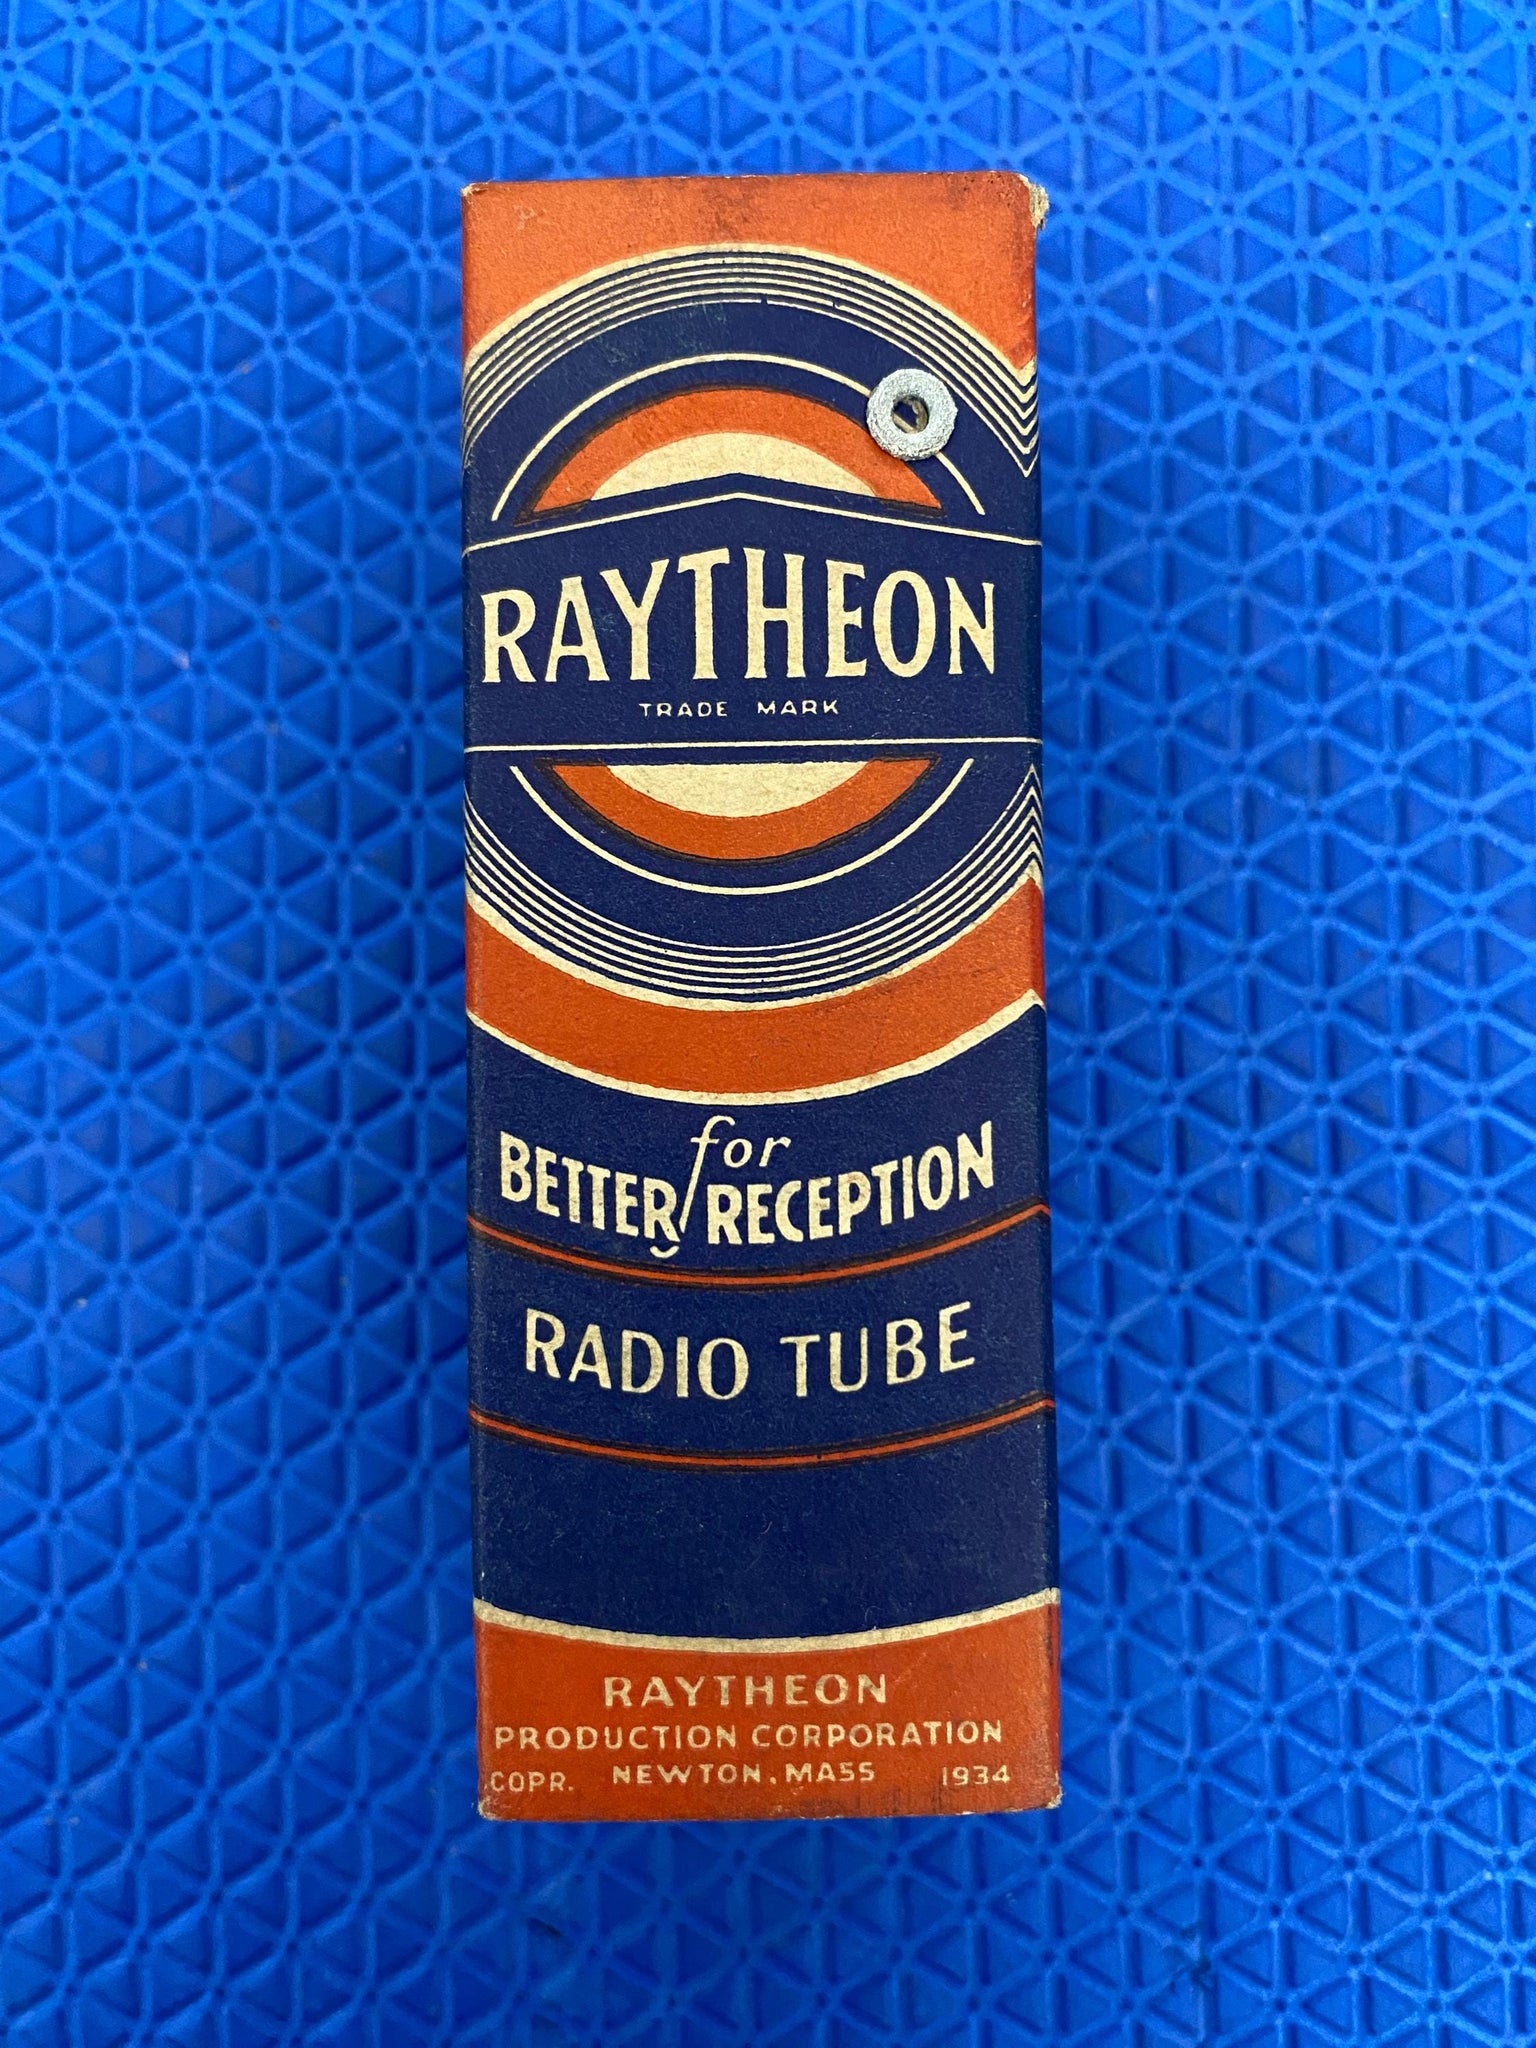 RAYTHEON
TRADE MARK
for
BETTER RECEPTION
RADIO TUBE
RAYTHEON
PRODUCTION CORPORATION
COPR. NEWTON, MASS 1934